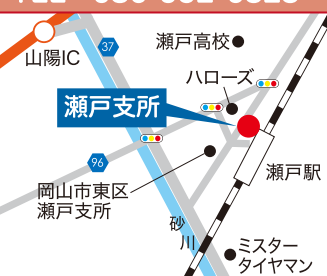 山陽IC
37
瀬戸高校
ハローズ
瀬戸支所
96
岡山市東区
瀬戸支所
瀬戸駅
砂
川
ミスター
タイヤマン